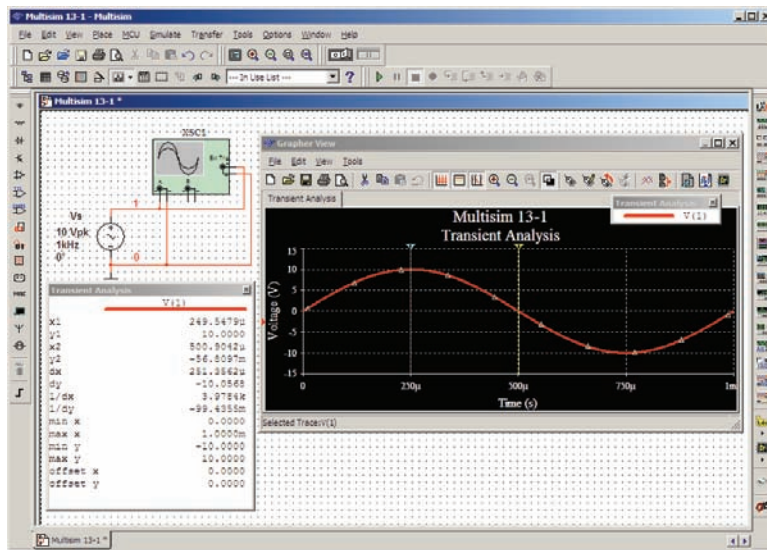 Multisim 13-1 - Multisim
File Edit View Place MCU Simulate Transfer Tools Options Window Help
--- In Use List ---
Multisim 13-1 *
XSC1
Vs
10 Vpk
1kHz
0°
1
0
Grapher View
File Edit View Tools
Transient Analysis
Transient Analysis
V(1)
Multisim 13-1
Transient Analysis
Voltage (V)
15
10
5
0
-5
-10
-15
0 250μ 500μ 750μ 1m
Time (s)
Selected Trace:V(1)
Transient Analysis
V(1)
x1 249.5479μ
y1 10.0000
x2 500.9042μ
y2 -56.8097m
dx 251.3562μ
dy -10.0568
1/dx 3.9784k
1/dy -99.4355m
min x 0.0000
max x 1.0000m
min y -10.0000
max y 10.0000
offset x 0.0000
offset y 0.0000
Multisim 13-1 *